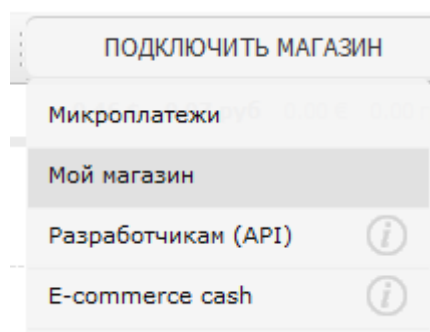 ПОДКЛЮЧИТЬ МАГАЗИН
Микроплатежи
Мой магазин
Разработчикам (API)
E-commerce cash